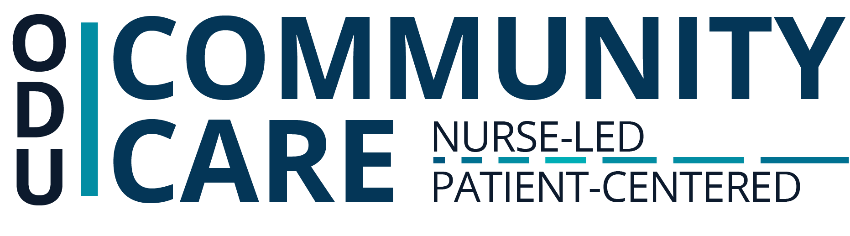 ODU
COMMUNITY
CARE
NURSE-LED
PATIENT-CENTERED